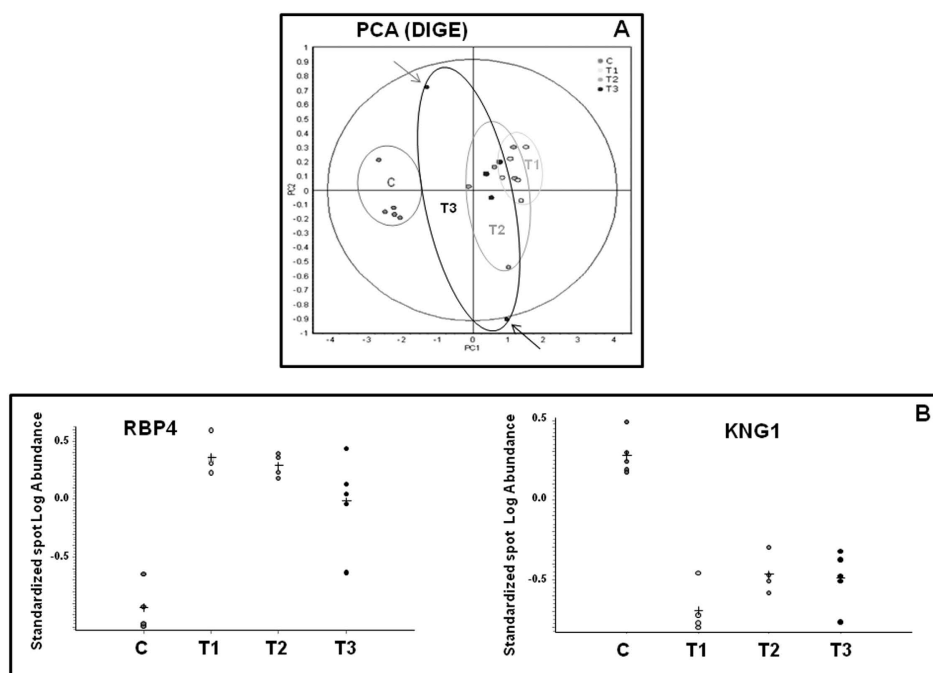 PCA (DIGE)
A
1
0.9
0.8
0.7
0.6
0.5
0.4
0.3
0.2
0.1
0
-0.1
-0.2
-0.3
-0.4
-0.5
-0.6
-0.7
-0.8
-0.9
-1
PC2
C
T1
T2
T3
C
T3
T2
T1
-4 -3 -2 -1 0 1 2 3 4
PC1
B
RBP4
Standardized spot Log Abundance
0.5
0.0
-0.5
C T1 T2 T3
KNG1
Standardized spot Log Abundance
0.5
0.0
-0.5
C T1 T2 T3